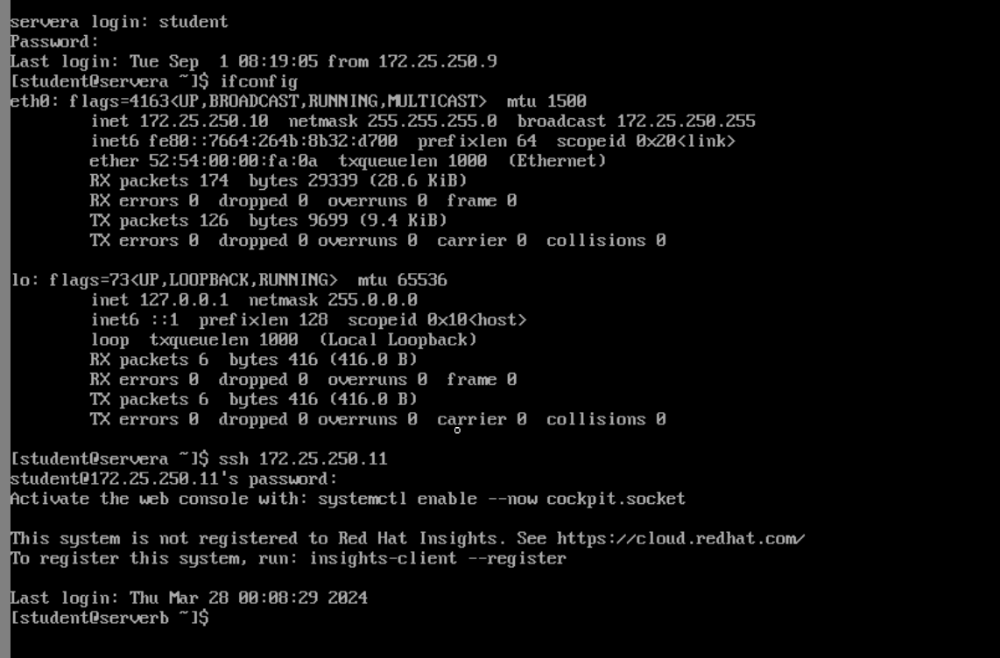 servera login: student
Password:
Last login: Tue Sep  1 08:19:05 from 172.25.250.9
[student@servera ~]$ ifconfig
eth0: flags=4163<UP,BROADCAST,RUNNING,MULTICAST>  mtu 1500
        inet 172.25.250.10  netmask 255.255.255.0  broadcast 172.25.250.255
        inet6 fe80::7664:264b:8b32:d700  prefixlen 64  scopeid 0x20<link>
        ether 52:54:00:00:fa:0a  txqueuelen 1000  (Ethernet)
        RX packets 174  bytes 29339 (28.6 KiB)
        RX errors 0  dropped 0  overruns 0  frame 0
        TX packets 126  bytes 9699 (9.4 KiB)
        TX errors 0  dropped 0 overruns 0  carrier 0  collisions 0

lo: flags=73<UP,LOOPBACK,RUNNING>  mtu 65536
        inet 127.0.0.1  netmask 255.0.0.0
        inet6 ::1  prefixlen 128  scopeid 0x10<host>
        loop  txqueuelen 1000  (Local Loopback)
        RX packets 6  bytes 416 (416.0 B)
        RX errors 0  dropped 0  overruns 0  frame 0
        TX packets 6  bytes 416 (416.0 B)
        TX errors 0  dropped 0 overruns 0  carrier 0  collisions 0

[student@servera ~]$ ssh 172.25.250.11
student@172.25.250.11's password:
Activate the web console with: systemctl enable --now cockpit.socket

This system is not registered to Red Hat Insights. See https://cloud.redhat.com/
To register this system, run: insights-client --register

Last login: Thu Mar 28 00:08:29 2024
[student@serverb ~]$